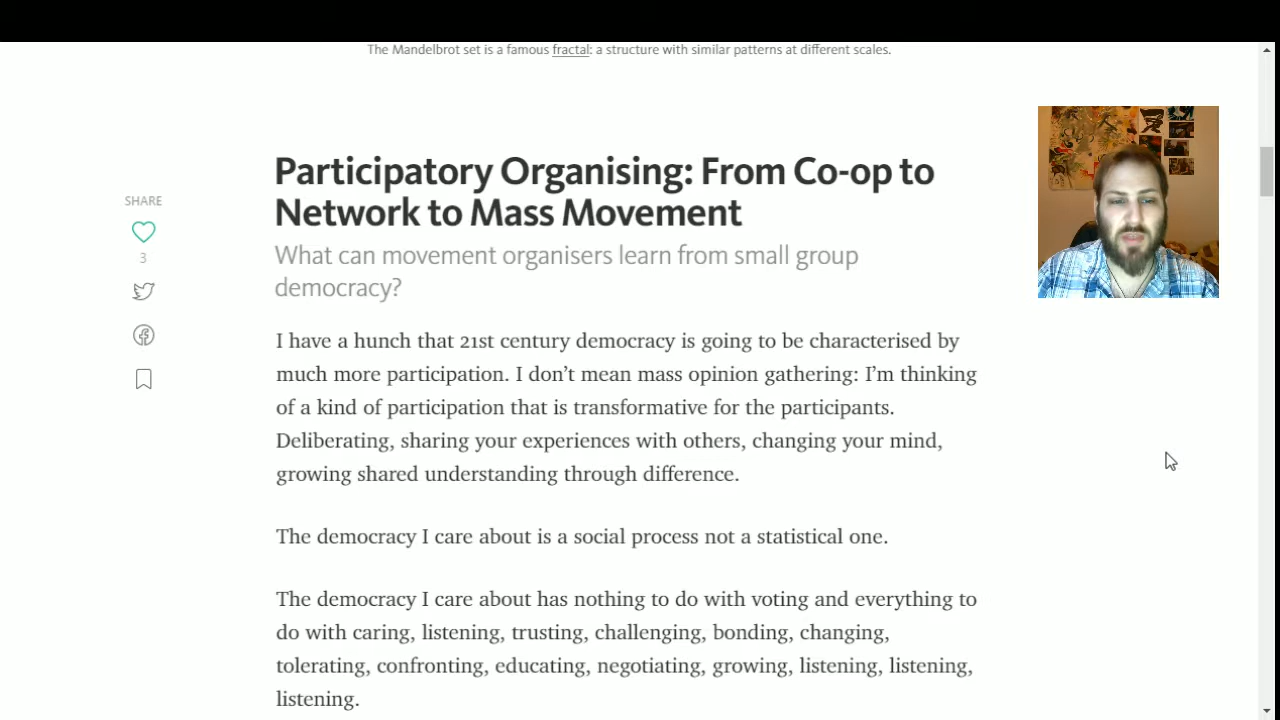 The Mandelbrot set is a famous fractal: a structure with similar patterns at different scales.
Participatory Organising: From Co-op to
Network to Mass Movement
What can movement organisers learn from small group
democracy?
SHARE
3
I have a hunch that 21st century democracy is going to be characterised by
much more participation. I don’t mean mass opinion gathering: I’m thinking
of a kind of participation that is transformative for the participants.
Deliberating, sharing your experiences with others, changing your mind,
growing shared understanding through difference.
The democracy I care about is a social process not a statistical one.
The democracy I care about has nothing to do with voting and everything to
do with caring, listening, trusting, challenging, bonding, changing,
tolerating, confronting, educating, negotiating, growing, listening, listening,
listening.